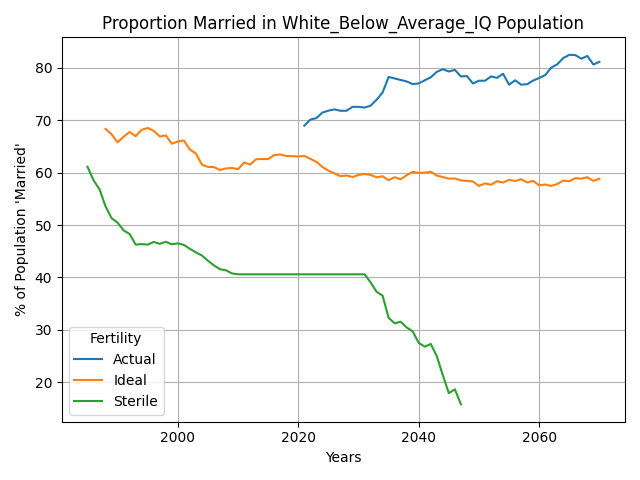 Proportion Married in White_Below_Average_IQ Population
% of Population 'Married'
80
70
60
50
40
30
20
Fertility
Actual
Ideal
Sterile
2000
2020
2040
2060
Years